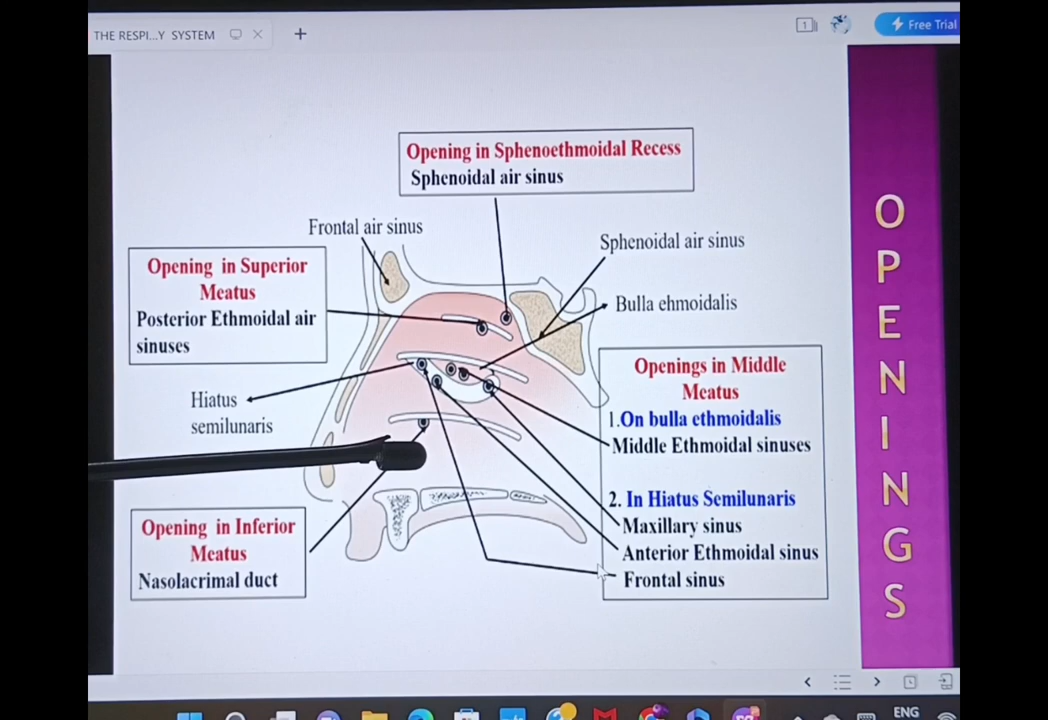 THE RESPI...Y SYSTEM
1
Free Trial
Opening in Sphenoethmoidal Recess
Sphenoidal air sinus
Frontal air sinus
Sphenoidal air sinus
Opening in Superior
Meatus
Posterior Ethmoidal air
sinuses
Bulla ehmoidalis
Hiatus
semilunaris
Openings in Middle
Meatus
1.On bulla ethmoidalis
Middle Ethmoidal sinuses
2. In Hiatus Semilunaris
Maxillary sinus
Anterior Ethmoidal sinus
Frontal sinus
Opening in Inferior
Meatus
Nasolacrimal duct
OPENINGS
ENG